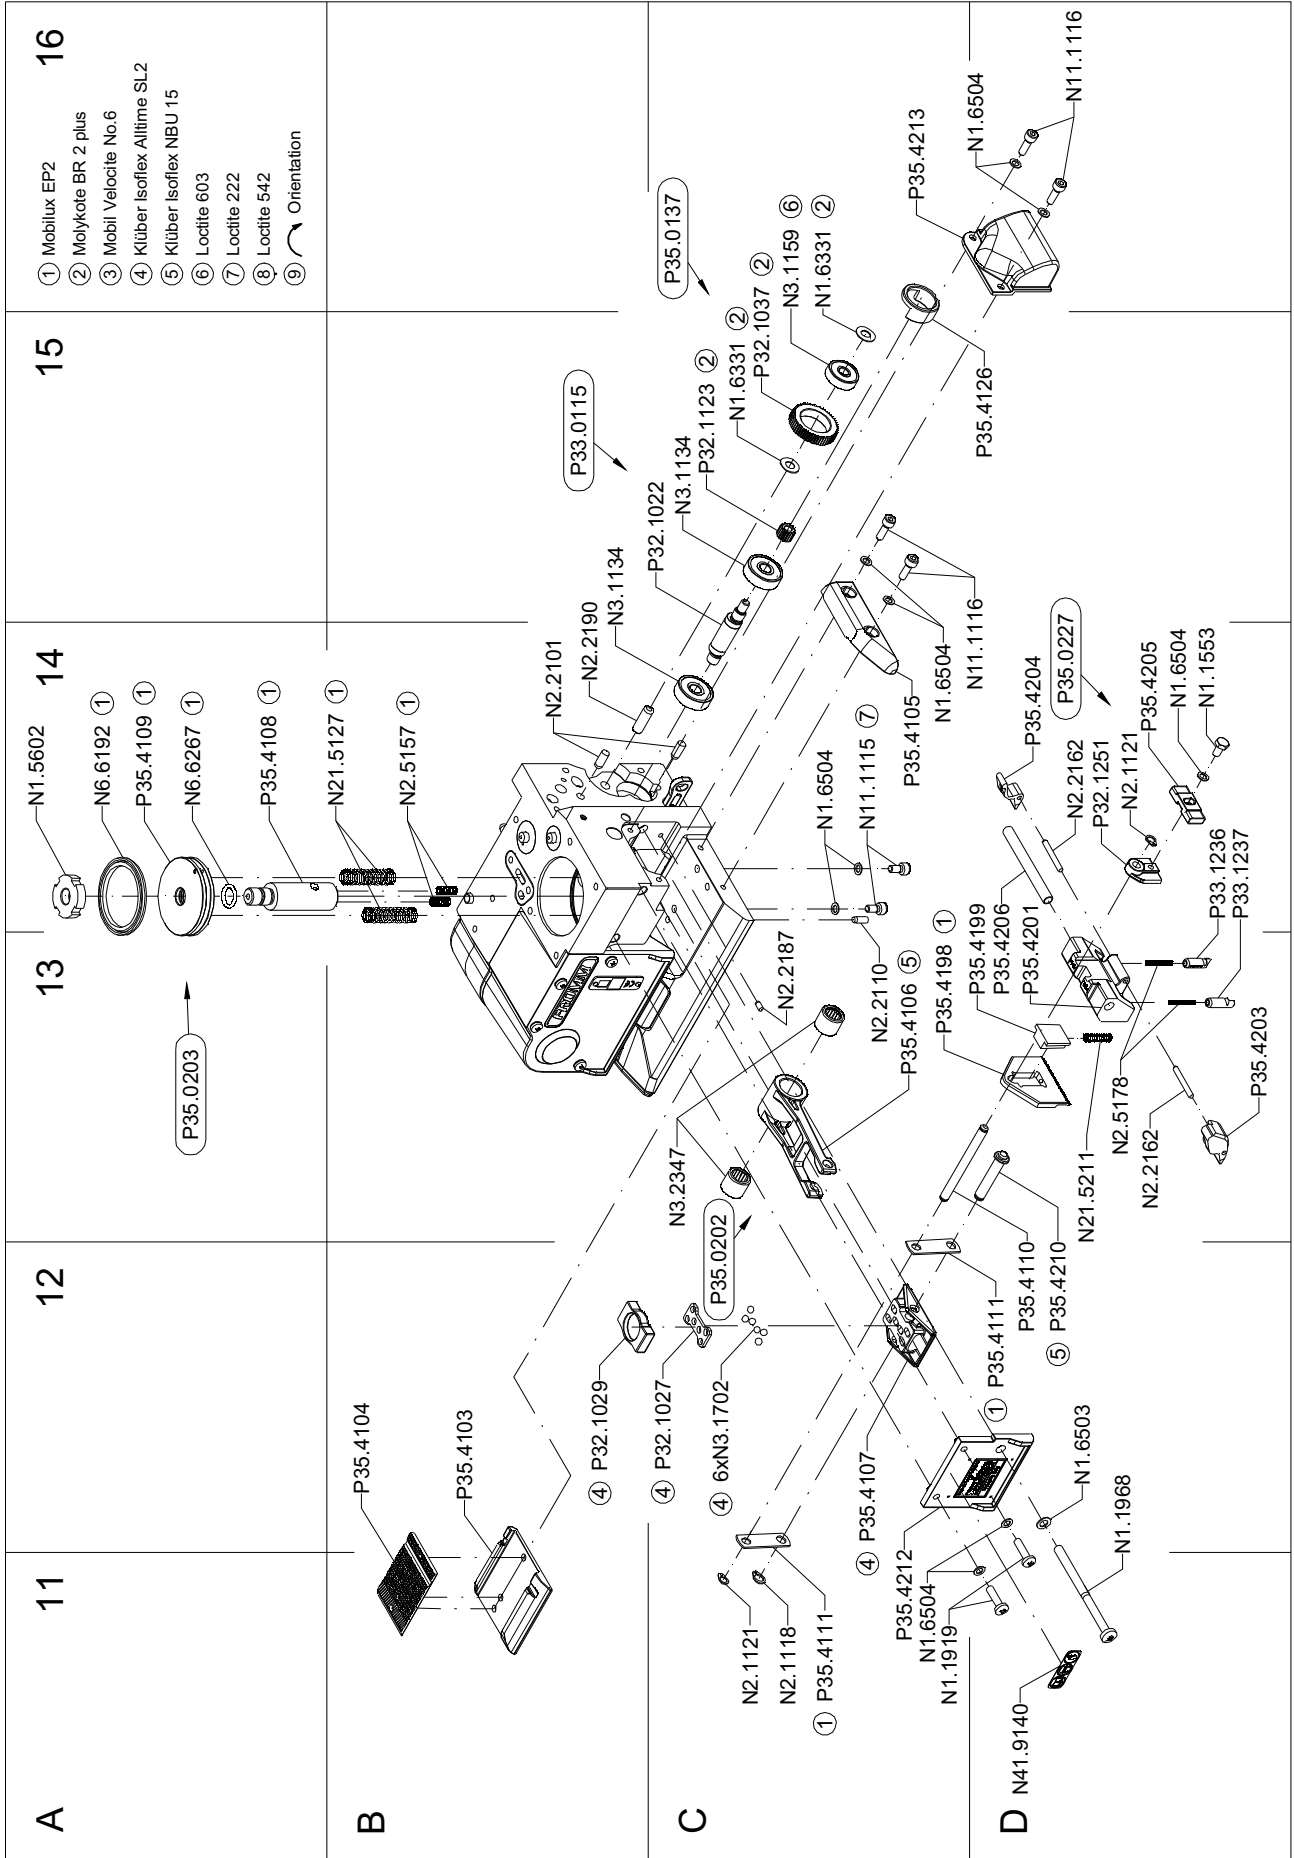 11
12
13
14
15
16
A
B
C
D
① Mobilux EP2
② Molykote BR 2 plus
③ Mobil Velocite No.6
④ Klüber Isoflex Alltime SL2
⑤ Klüber Isoflex NBU 15
⑥ Loctite 603
⑦ Loctite 222
⑧ Loctite 542
⑨ Orientation
P35.0203
N1.5602
N6.6192 ①
P35.4109 ①
N6.6267 ①
P35.4108 ①
N21.5127 ①
N2.5157 ①
P35.4104
P35.4103
FROMM
N2.2101
N2.2190
N3.1134
P33.0115
P32.1022
N3.1134
P32.1123 ②
N1.6331 ②
P32.1037 ②
N3.1159 ⑥
N1.6331 ②
P35.0137
P35.4213
N1.6504
N11.1116
P35.4126
④ P32.1029
④ P32.1027
④ 6xN3.1702
P35.0202
N3.2347
N2.2187
N2.2110
P35.4106 ⑤
N1.6504
N11.1115 ⑦
P35.4105
N1.6504
N11.1116
N2.1121
N2.1118
① P35.4111
④ P35.4107
P35.4212
N1.6504
N1.1919
N41.9140
N1.1968
N1.6503
① P35.4111
P35.4110
⑤ P35.4210
P35.4198 ①
P35.4199
P35.4206
P35.4201
N21.5211
N2.5178
N2.2162
P35.4203
P33.1236
P33.1237
P35.4204
N2.2162
P32.1251
N2.1121
P35.0227
P35.4205
N1.6504
N1.1553